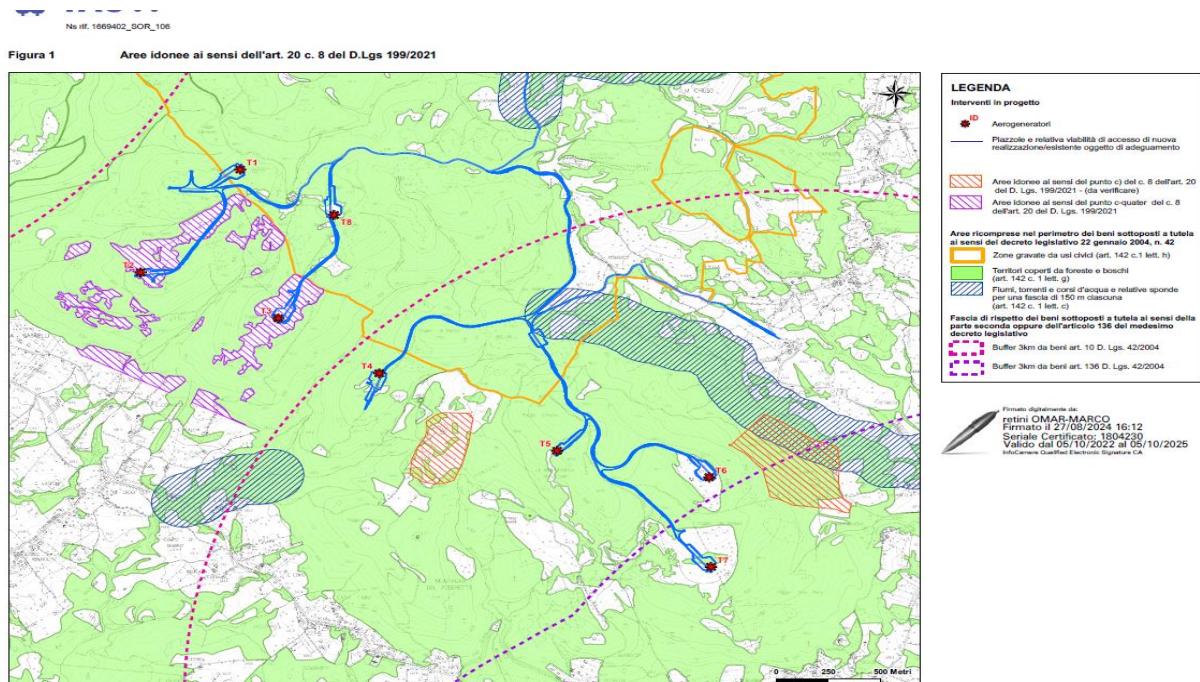 Ns rif. 1669402_SOR_106
Figura 1 Aree idonee ai sensi dell'art. 20 c. 8 del D.Lgs 199/2021
T1
T8
T2
T3
T4
T5
T6
T7
0 250 500 Metri
LEGENDA
Interventi in progetto
ID
Aerogeneratori
Piazzole e relativa viabilità di accesso di nuova
realizzazione/esistente oggetto di adeguamento
Aree idonee ai sensi del punto c) del c. 8 dell'art. 20
del D. Lgs. 199/2021 - (da verificare)
Aree idonee ai sensi del punto c-quater del c. 8
dell'art. 20 del D. Lgs. 199/2021
Aree ricomprese nel perimetro dei beni sottoposti a tutela
ai sensi del decreto legislativo 22 gennaio 2004, n. 42
Zone gravate da usi civici (art. 142 c.1 lett. h)
Territori coperti da foreste e boschi
(art. 142 c. 1 lett. g)
Fiumi, torrenti e corsi d'acqua e relative sponde
per una fascia di 150 m ciascuna
(art. 142 c. 1 lett. c)
Fascia di rispetto dei beni sottoposti a tutela ai sensi della
parte seconda oppure dell'articolo 136 del medesimo
decreto legislativo
Buffer 3km da beni art. 10 D. Lgs. 42/2004
Buffer 3km da beni art. 136 D. Lgs. 42/2004
Firmato digitalmente da:
retini OMAR-MARCO
Firmato il 27/08/2024 16:12
Seriale Certificato: 1804230
Valido dal 05/10/2022 al 05/10/2025
InfoCamere Qualified Electronic Signature CA